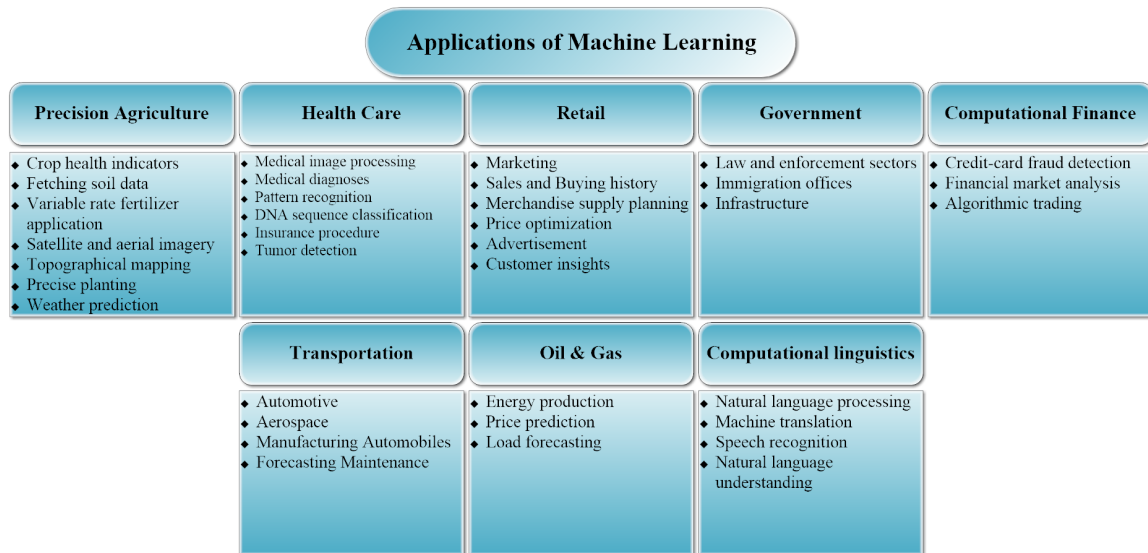 Applications of Machine Learning
Precision Agriculture
Crop health indicators
Fetching soil data
Variable rate fertilizer
application
Satellite and aerial imagery
Topographical mapping
Precise planting
Weather prediction
Health Care
Medical image processing
Medical diagnoses
Pattern recognition
DNA sequence classification
Insurance procedure
Tumor detection
Retail
Marketing
Sales and Buying history
Merchandise supply planning
Price optimization
Advertisement
Customer insights
Government
Law and enforcement sectors
Immigration offices
Infrastructure
Computational Finance
Credit-card fraud detection
Financial market analysis
Algorithmic trading
Transportation
Automotive
Aerospace
Manufacturing Automobiles
Forecasting Maintenance
Oil & Gas
Energy production
Price prediction
Load forecasting
Computational linguistics
Natural language processing
Machine translation
Speech recognition
Natural language
understanding